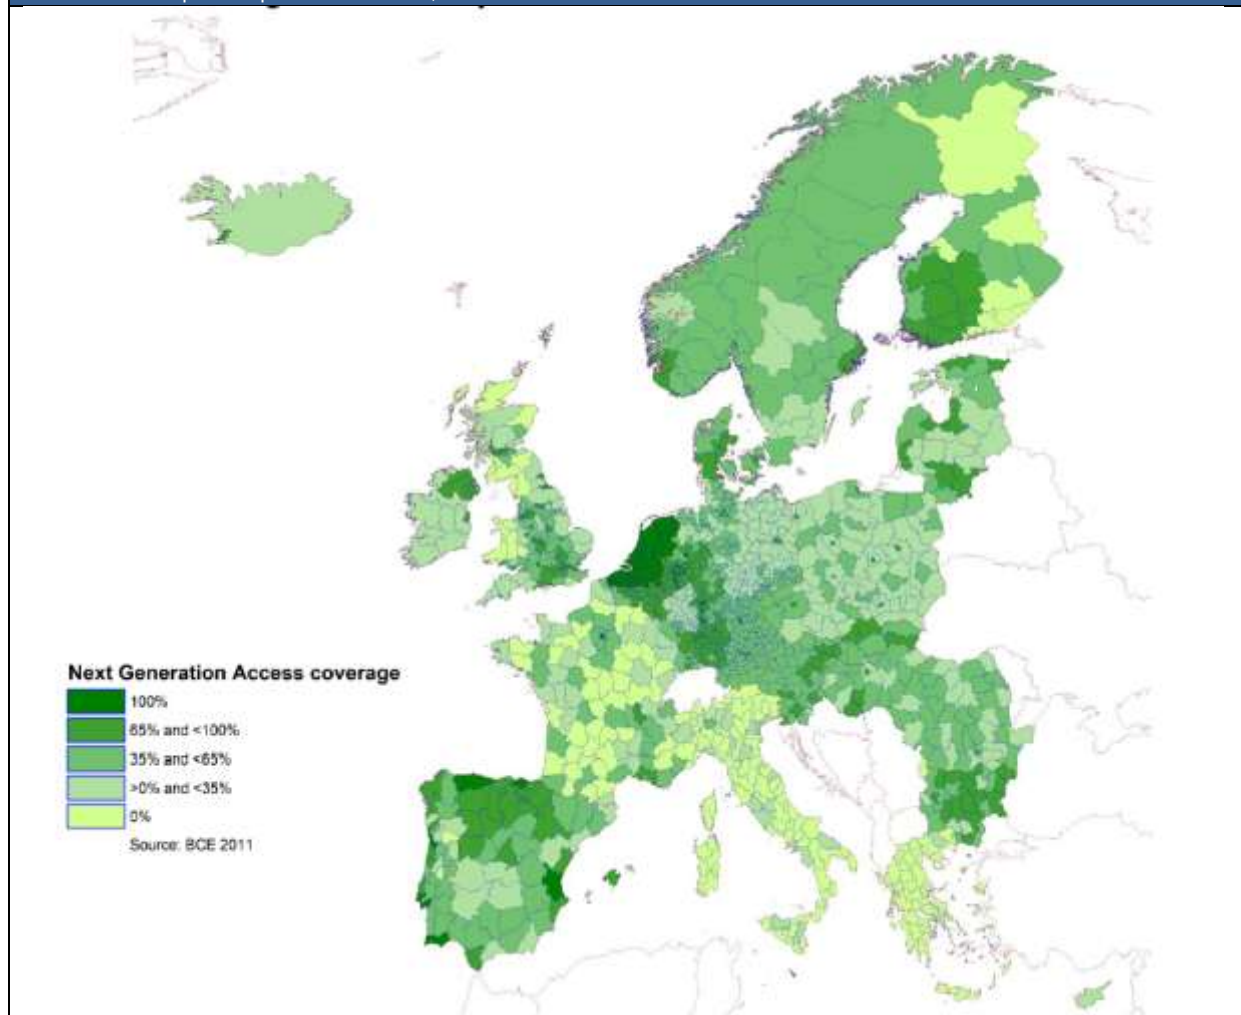 Next Generation Access coverage
100%
65% and <100%
35% and <65%
>0% and <35%
0%
Source: BCE 2011